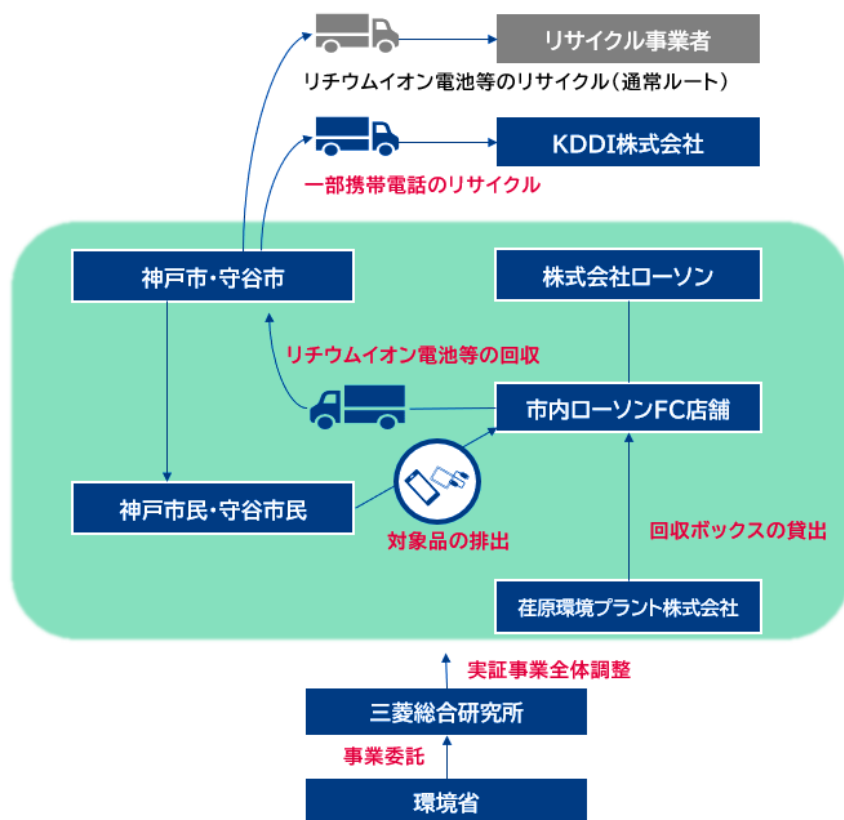 リサイクル事業者
リチウムイオン電池等のリサイクル(通常ルート)
KDDI株式会社
一部携帯電話のリサイクル
神戸市・守谷市
株式会社ローソン
リチウムイオン電池等の回収
市内ローソンFC店舗
神戸市民・守谷市民
対象品の排出
回収ボックスの貸出
荏原環境プラント株式会社
実証事業全体調整
三菱総合研究所
事業委託
環境省